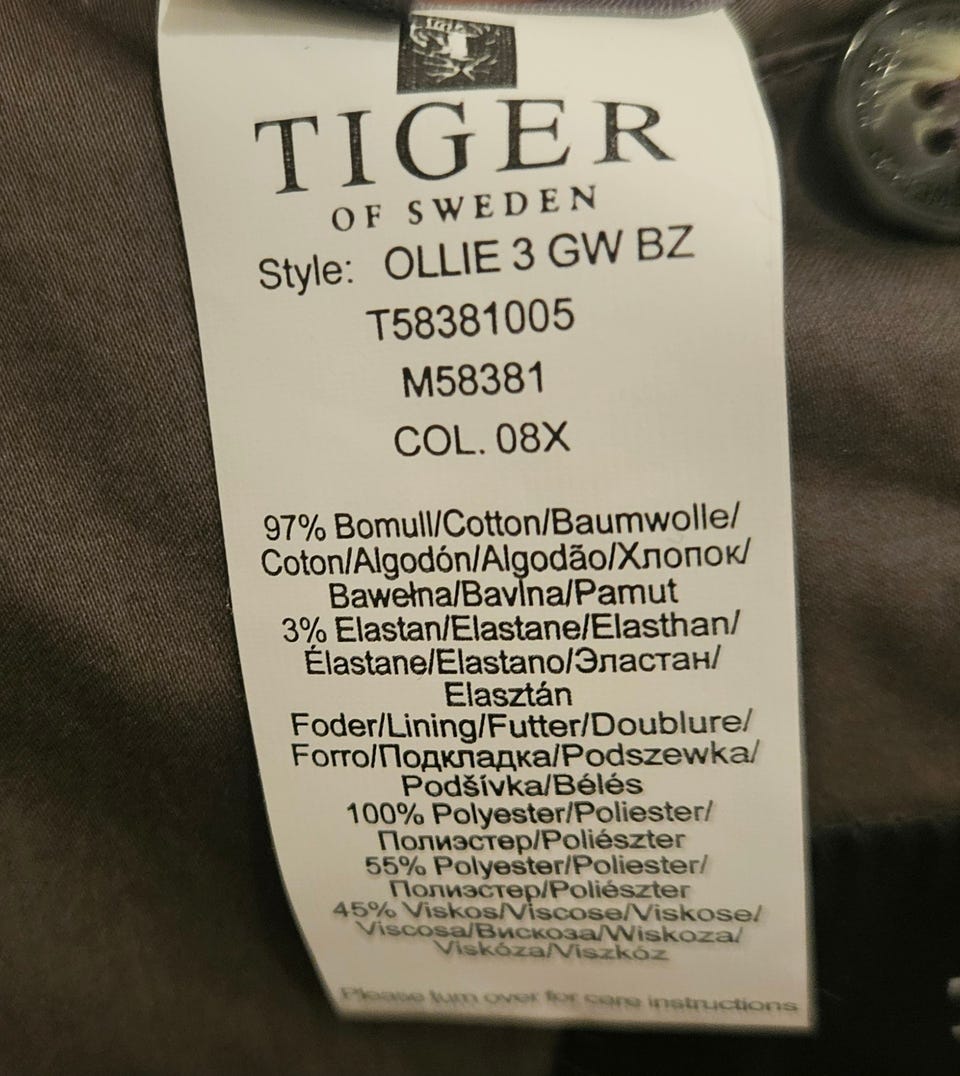 TIGER
OF SWEDEN
Style: OLLIE 3 GW BZ
T58381005
M58381
COL. 08X
97% Bomull/Cotton/Baumwolle/
Coton/Algodón/Algodão/Хлопок/
Bawełna/Bavlna/Pamut
3% Elastan/Elastane/Elasthan/
Élastane/Elastano/Эластан/
Elasztán
Foder/Lining/Futter/Doublure/
Forro/Подкладка/Podszewka/
Podšívka/Bélés
100% Polyester/Poliester/
Полиэстер/Poliészter
55% Polyester/Poliester/
Полиэстер/Poliészter
45% Viskos/Viscose/Viskose/
Viscosa/Вискоза/Wiskoza/
Viskóza/Viszkóz
Please turn over for care instructions